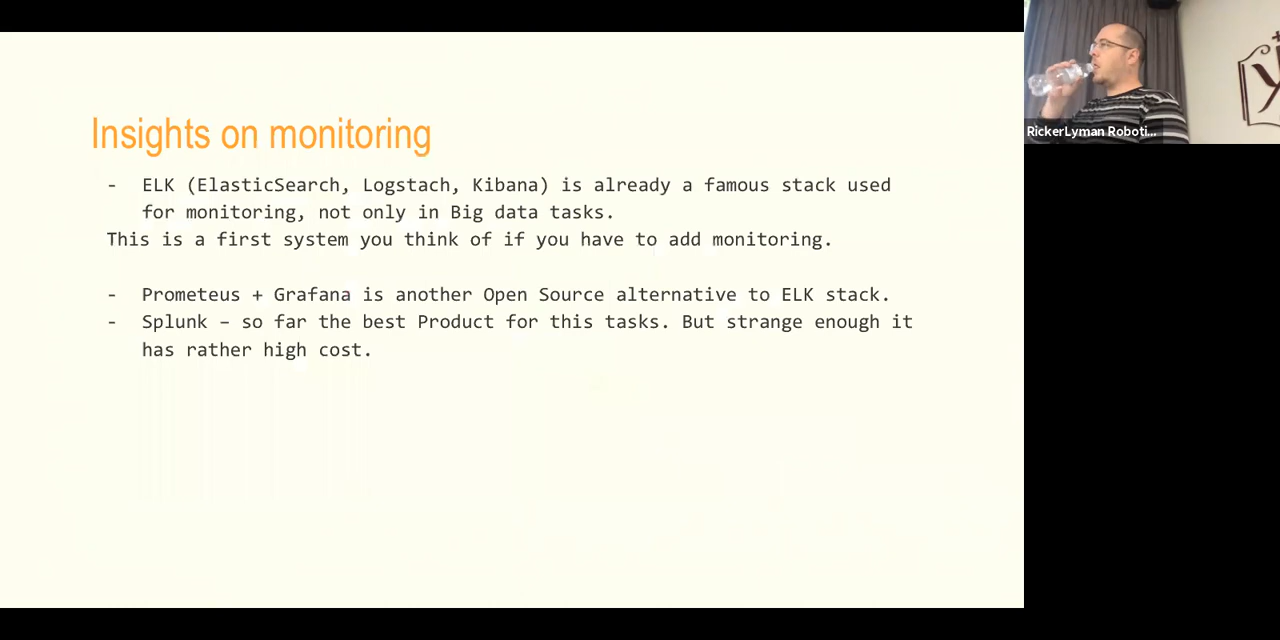 Insights on monitoring
- ELK (ElasticSearch, Logstach, Kibana) is already a famous stack used
for monitoring, not only in Big data tasks.
This is a first system you think of if you have to add monitoring.
- Prometeus + Grafana is another Open Source alternative to ELK stack.
- Splunk – so far the best Product for this tasks. But strange enough it
has rather high cost.
RickerLyman Roboti...